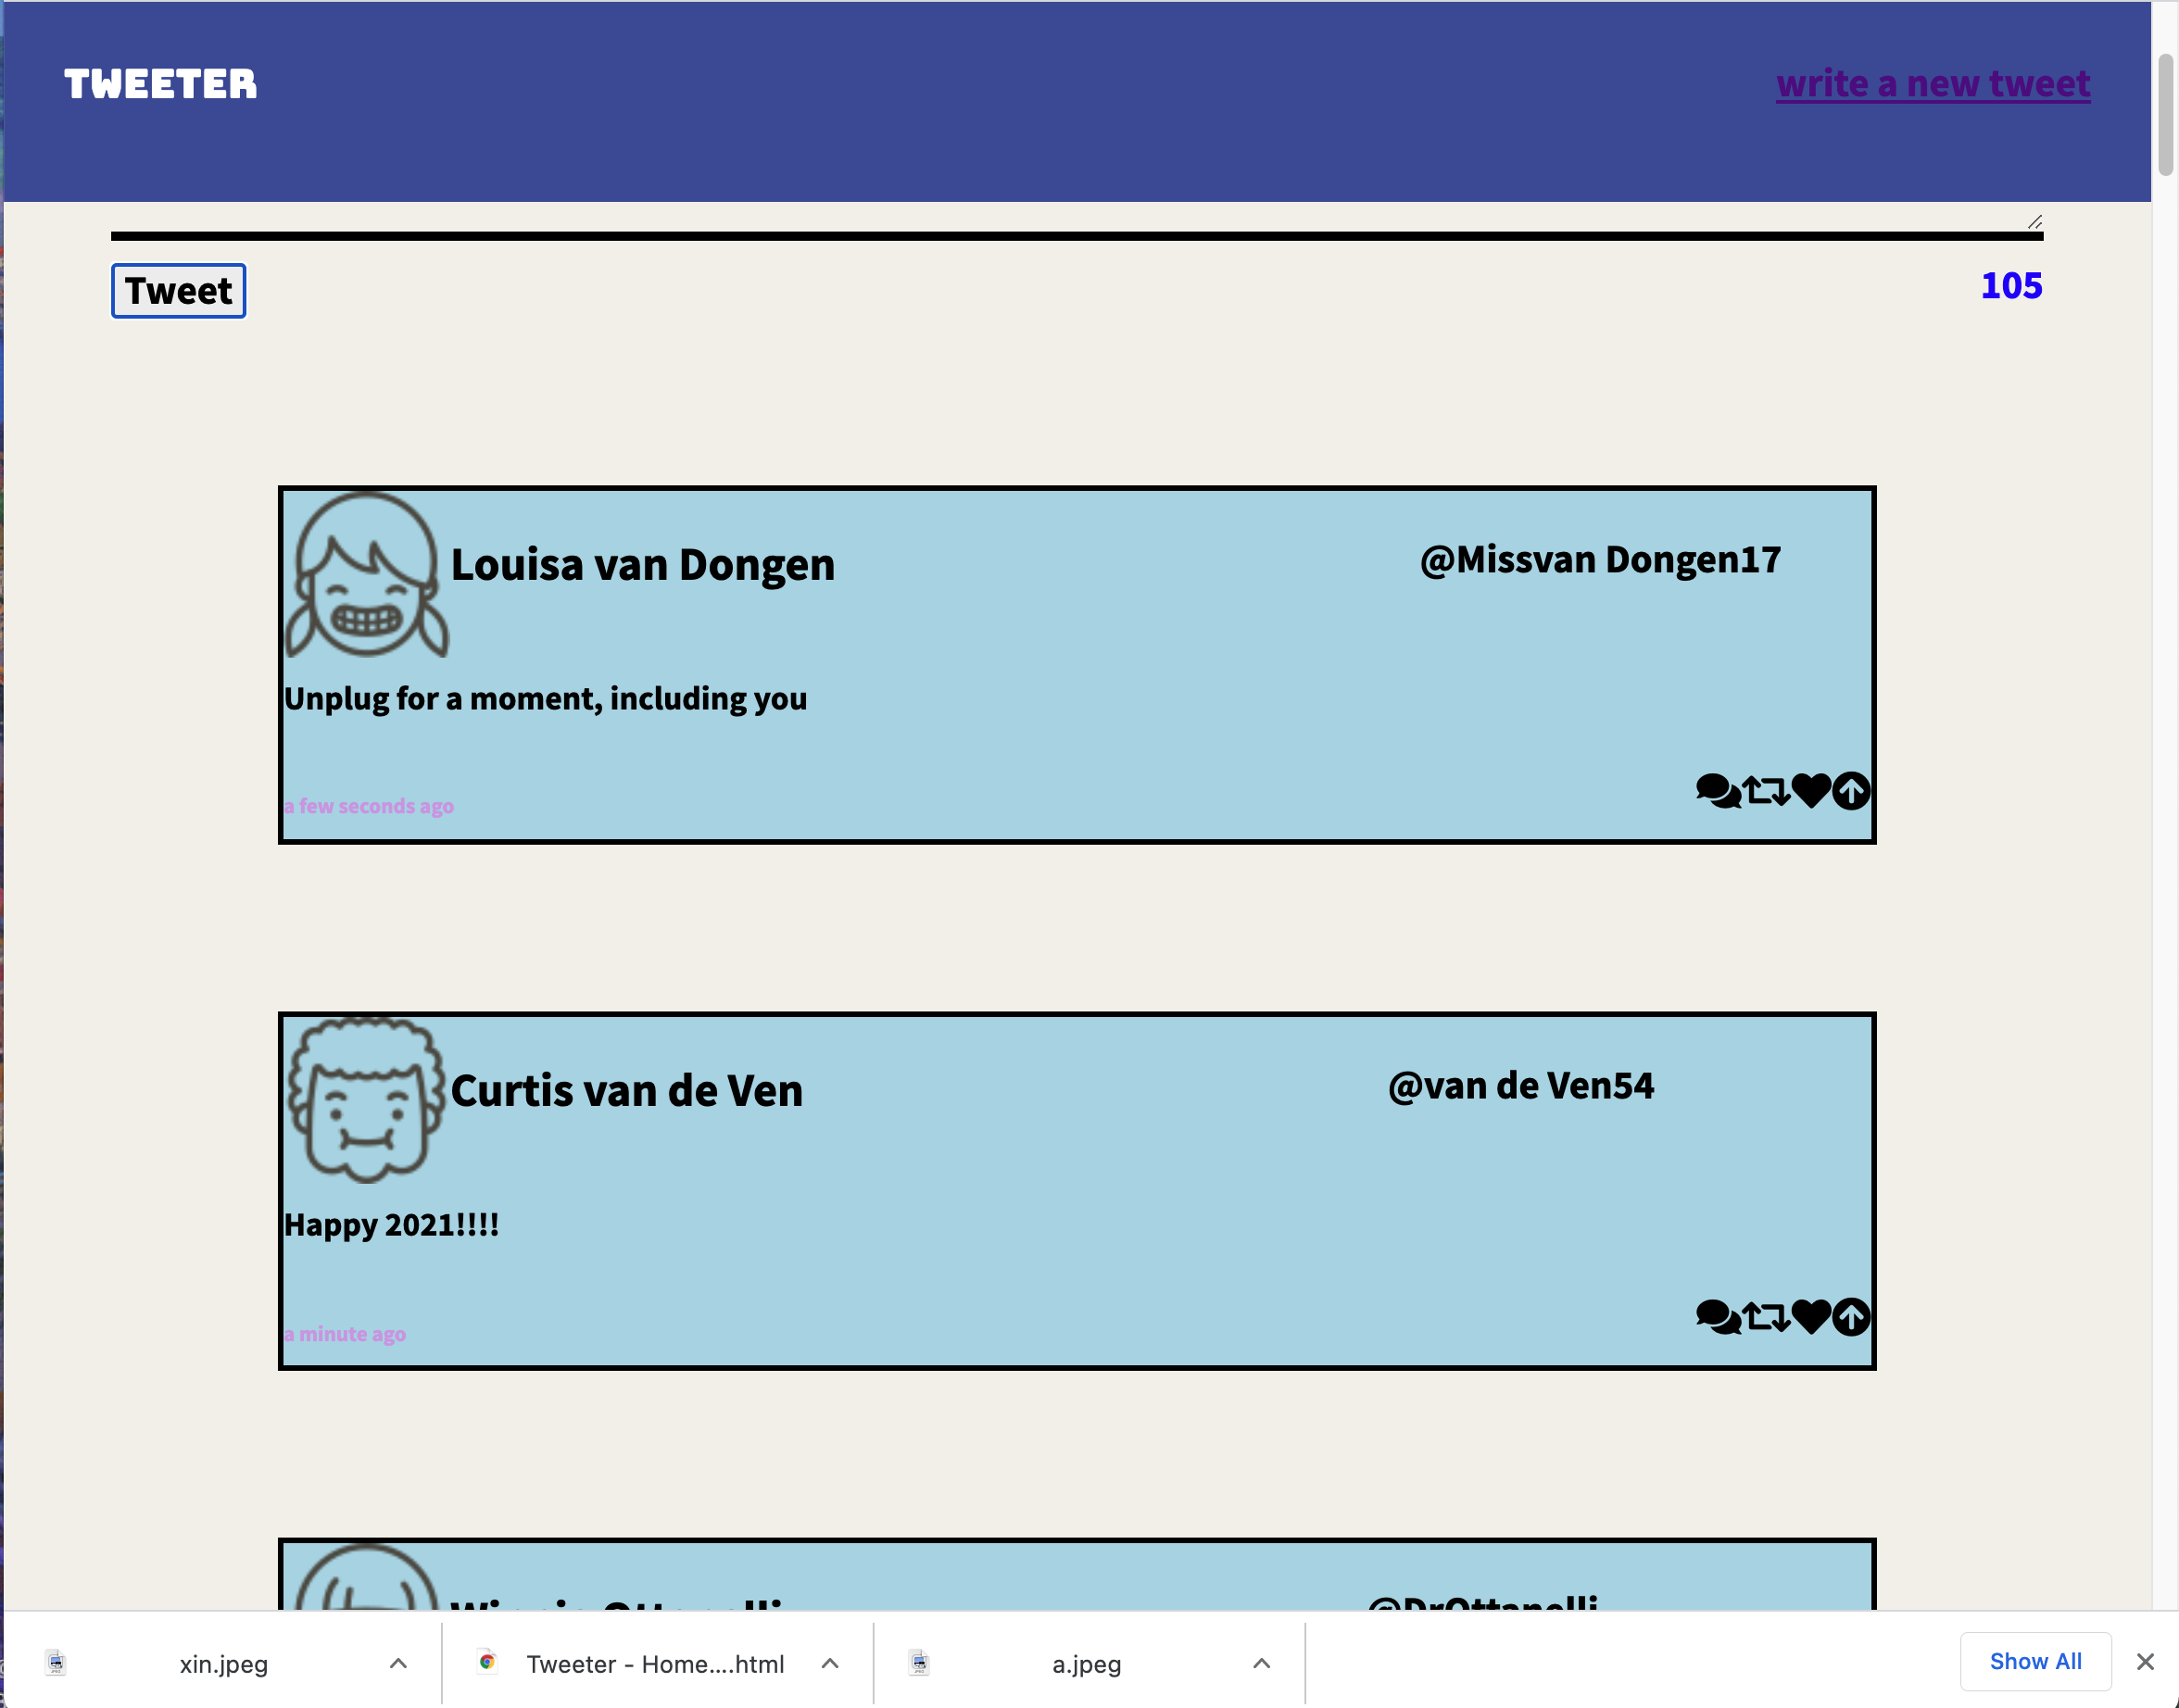 TWEETER
write a new tweet
Tweet
105
Louisa van Dongen
@Missvan Dongen17
Unplug for a moment, including you
a few seconds ago
Curtis van de Ven
@van de Ven54
Happy 2021!!!!
a minute ago
@DrOttanelli
xin.jpeg
Tweeter - Home....html
a.jpeg
Show All